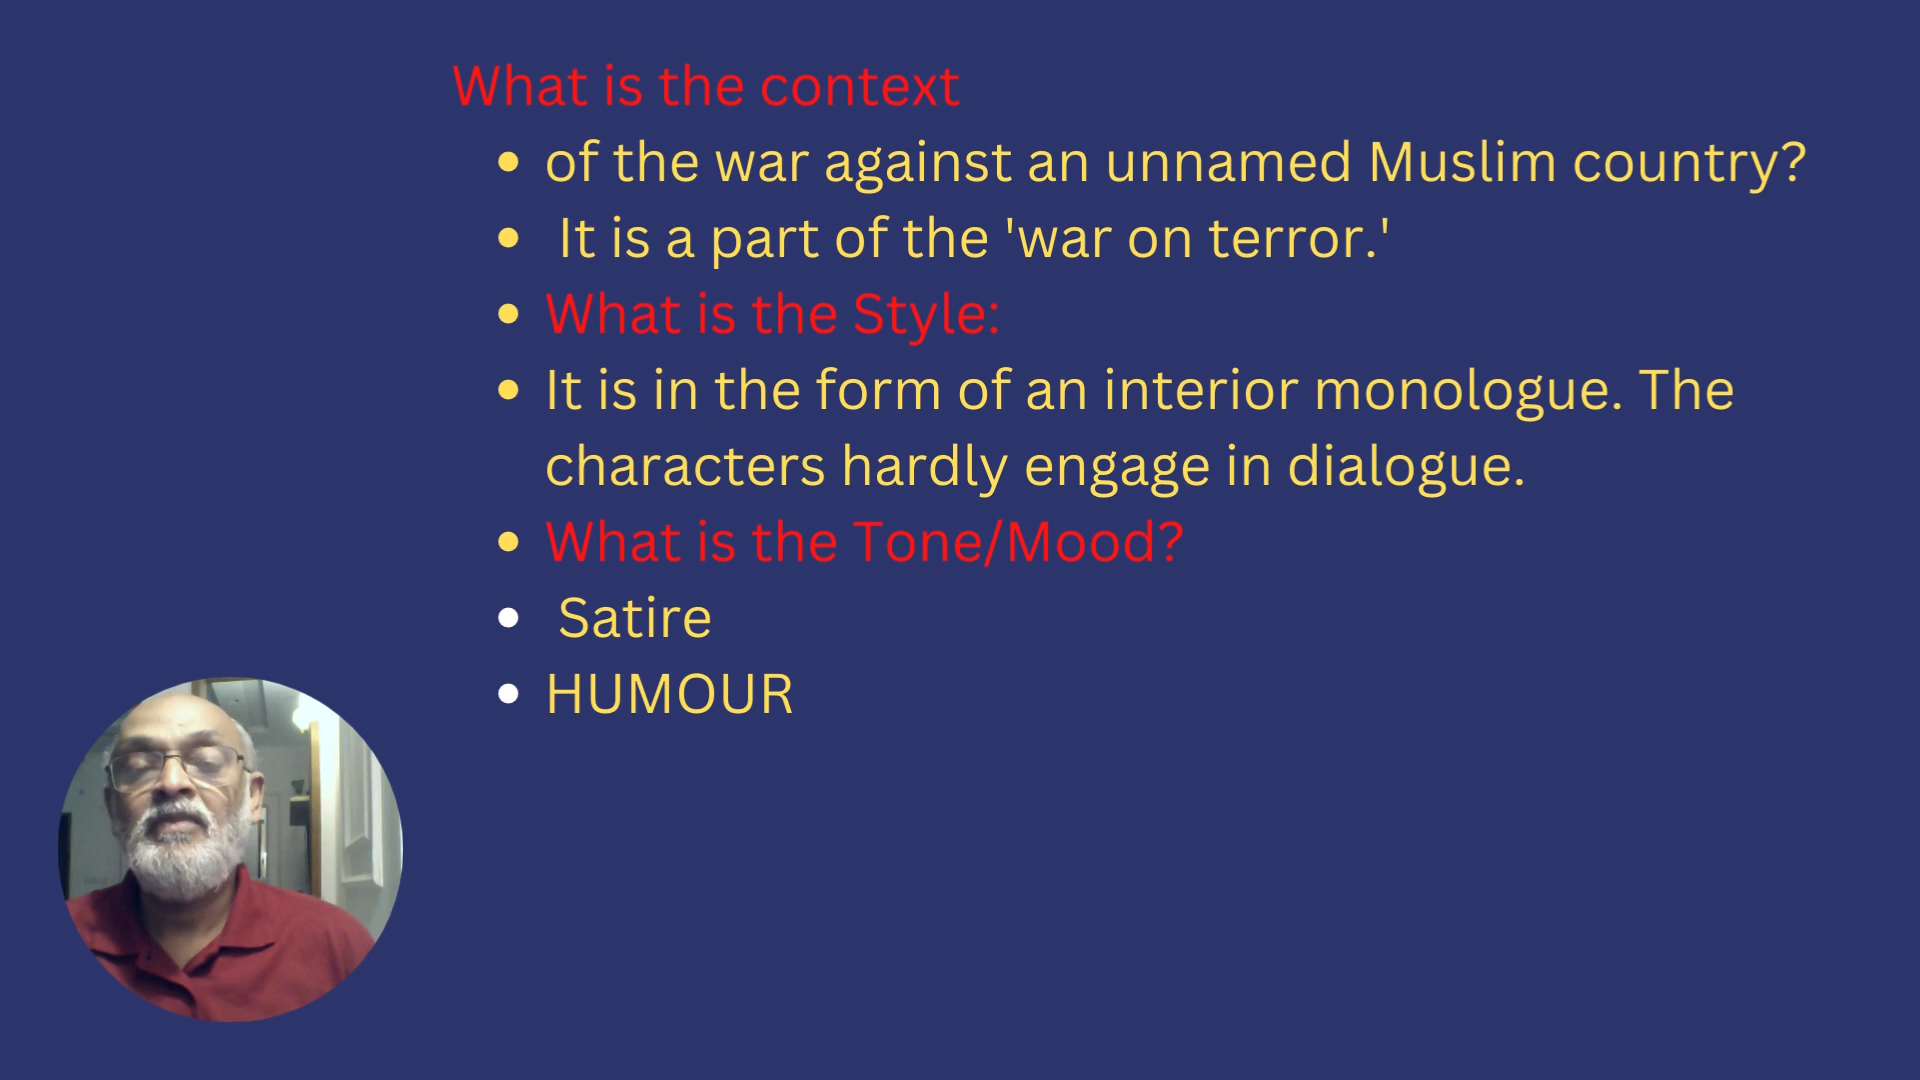 What is the context
of the war against an unnamed Muslim country?
It is a part of the 'war on terror.'
What is the Style:
It is in the form of an interior monologue. The
characters hardly engage in dialogue.
What is the Tone/Mood?
Satire
HUMOUR